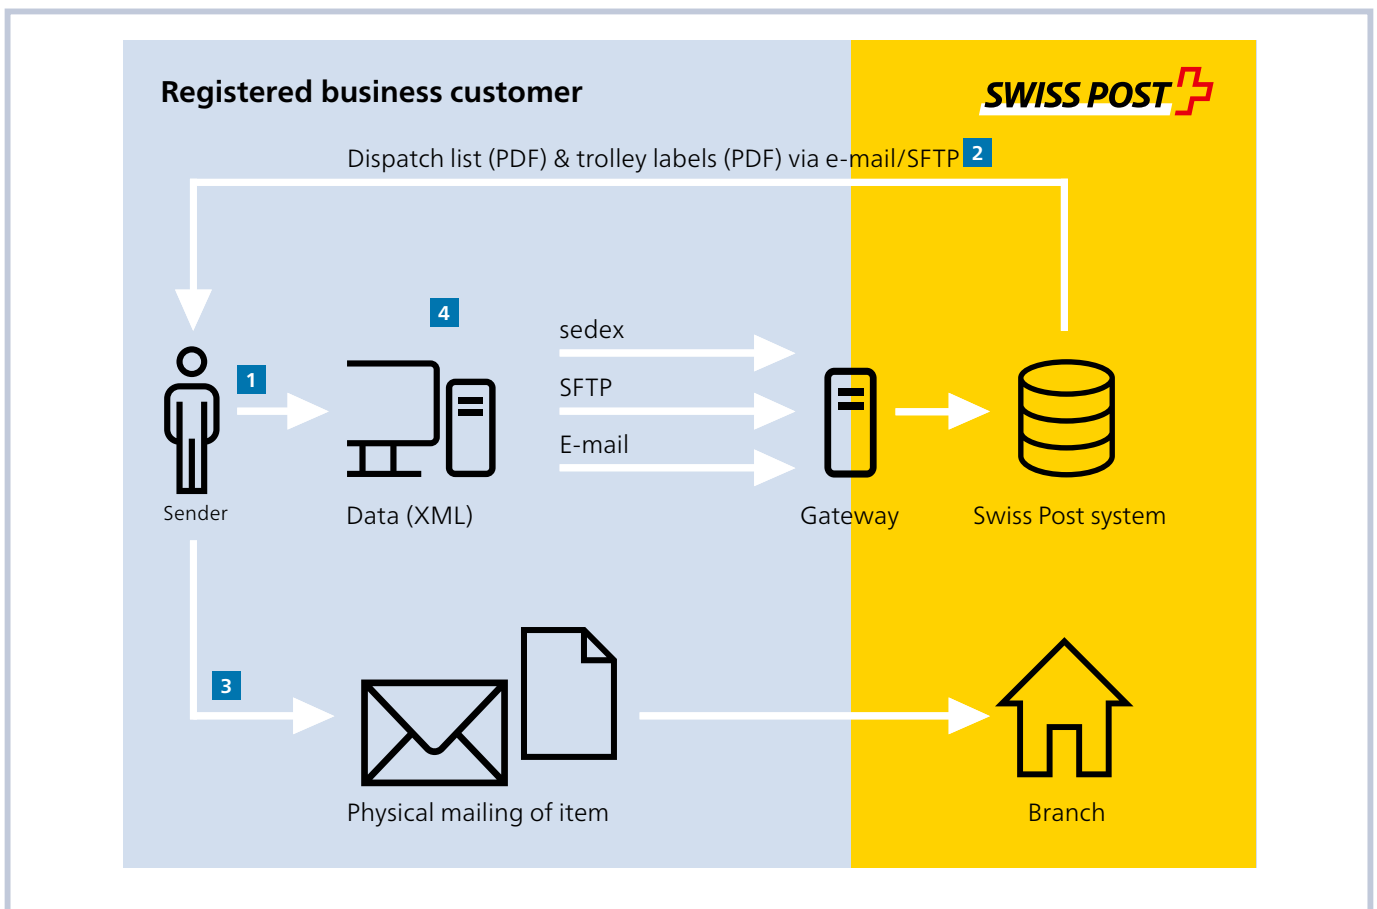 Registered business customer
SWISS POST
Dispatch list (PDF) & trolley labels (PDF) via e-mail/SFTP 2
4
sedex
1
SFTP
E-mail
Sender
Data (XML)
Gateway
Swiss Post system
3
Physical mailing of item
Branch